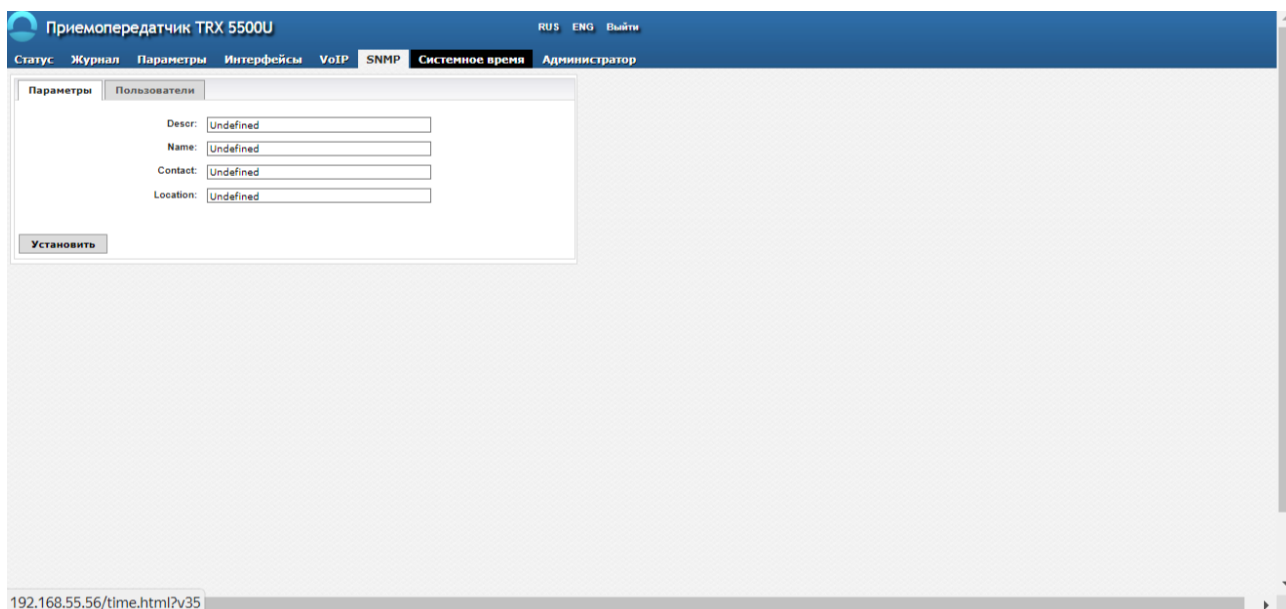 Приемопередатчик TRX 5500U RUS ENG Выйти
Статус Журнал Параметры Интерфейсы VoIP SNMP Системное время Администратор
Параметры Пользователи
Descr: Undefined
Name: Undefined
Contact: Undefined
Location: Undefined
Установить
192.168.55.56/time.html?v35